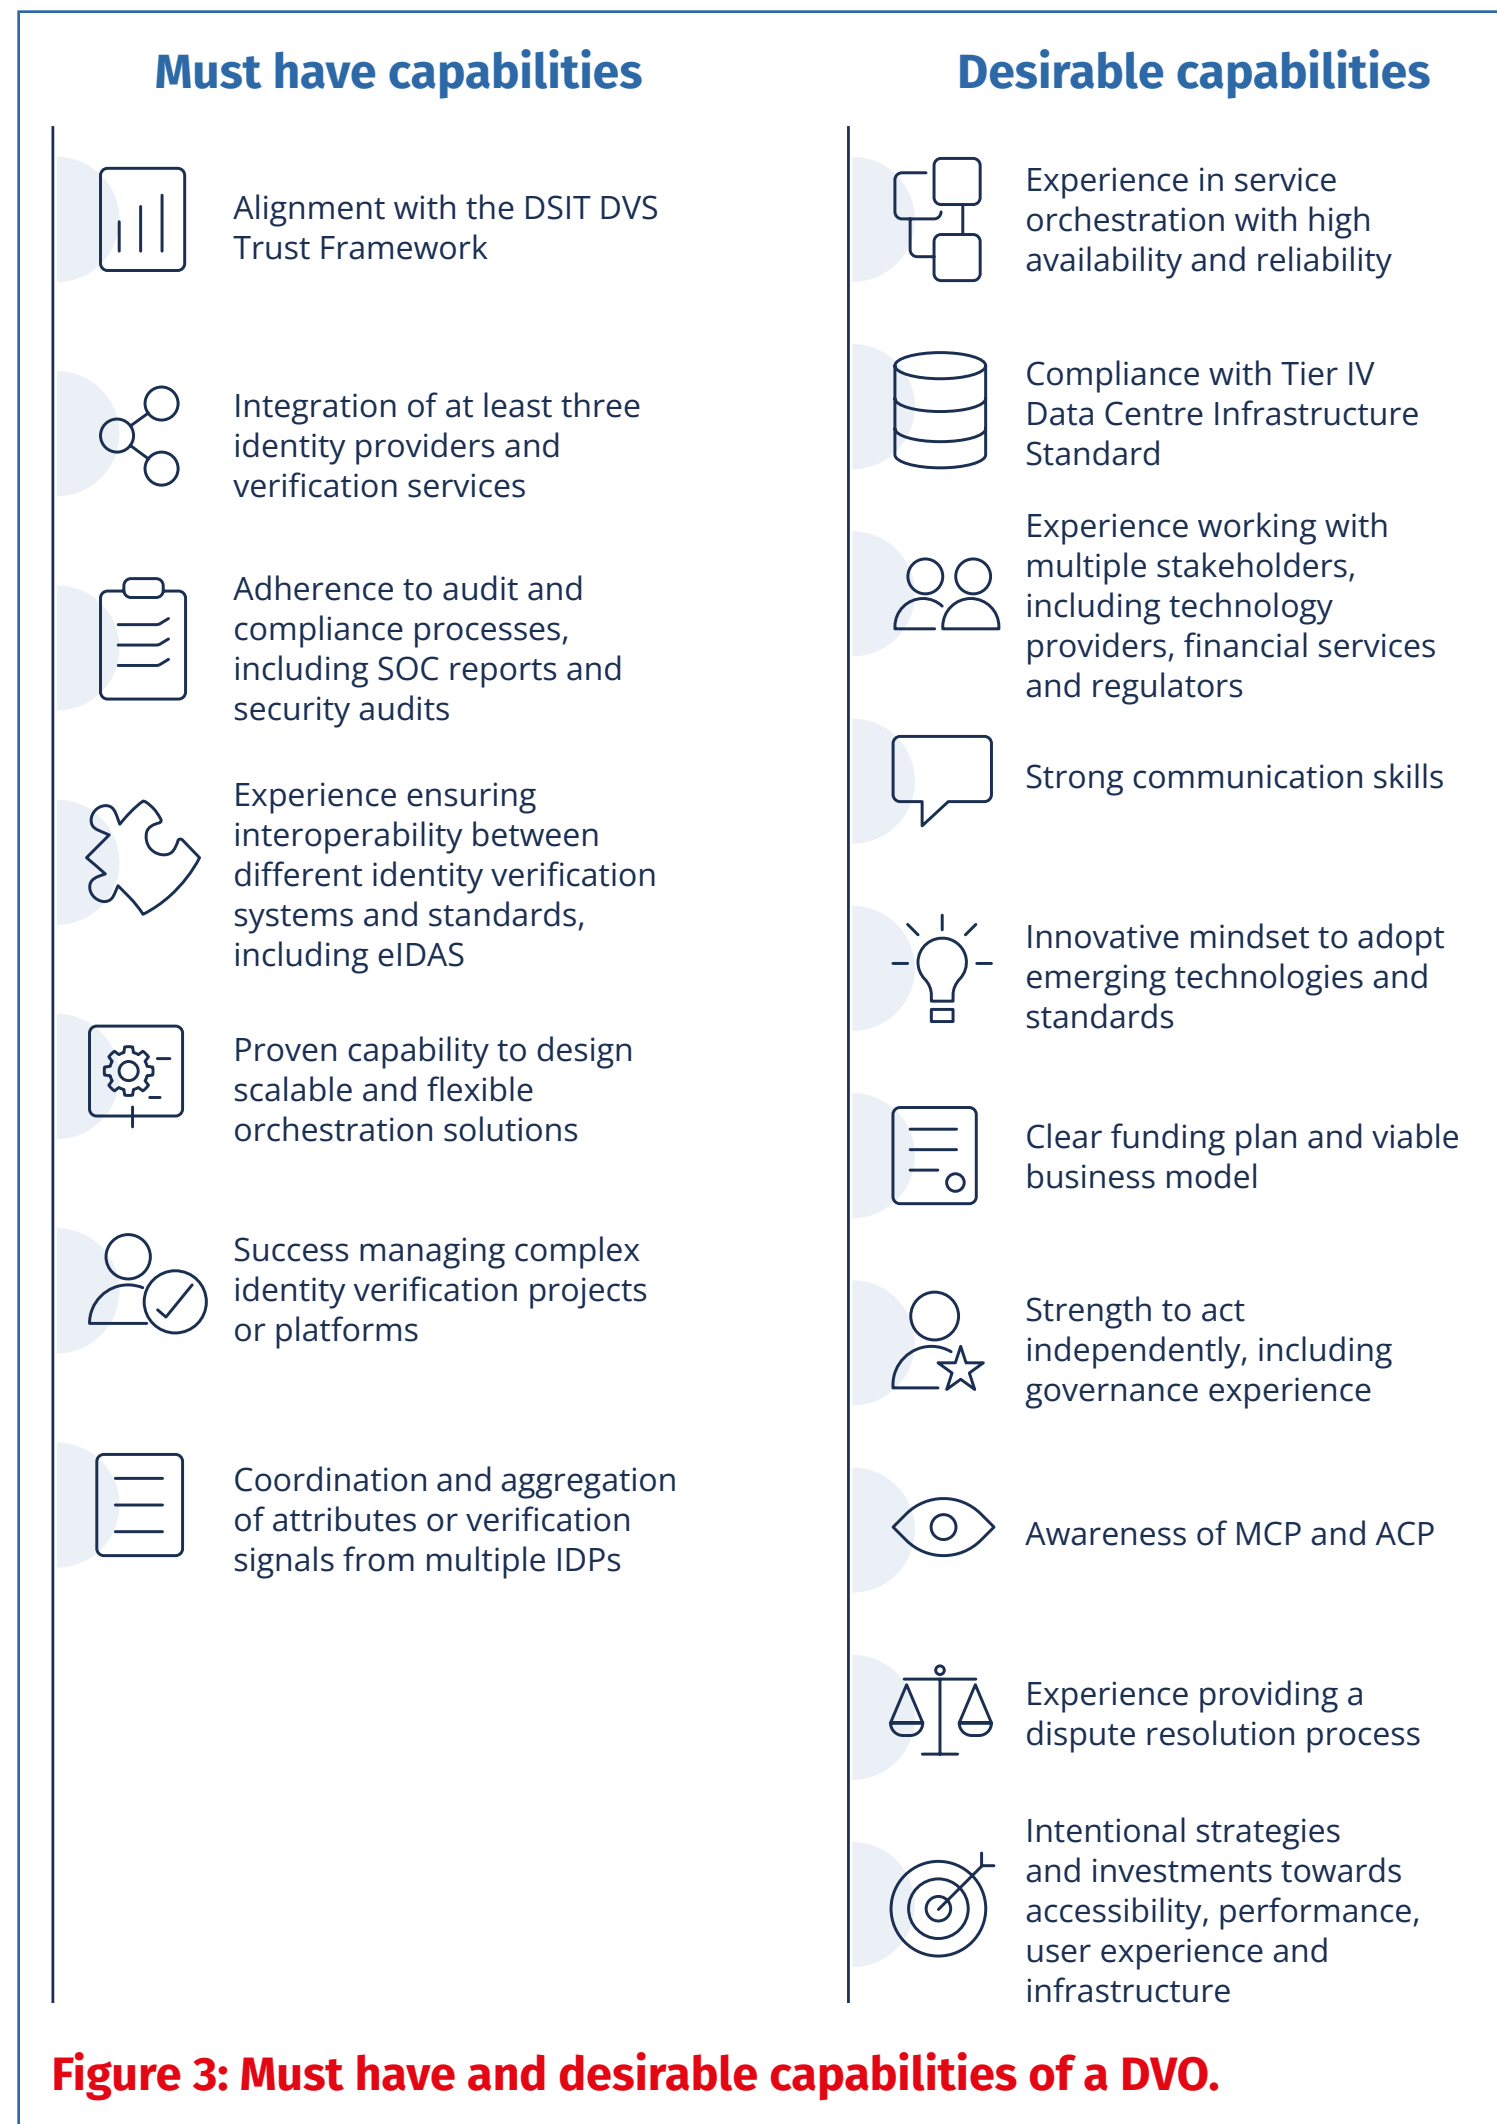 Must have capabilities
Alignment with the DSIT DVS
Trust Framework
Integration of at least three
identity providers and
verification services
Adherence to audit and
compliance processes,
including SOC reports and
security audits
Experience ensuring
interoperability between
different identity verification
systems and standards,
including eIDAS
Proven capability to design
scalable and flexible
orchestration solutions
Success managing complex
identity verification projects
or platforms
Coordination and aggregation
of attributes or verification
signals from multiple IDPs
Desirable capabilities
Experience in service
orchestration with high
availability and reliability
Compliance with Tier IV
Data Centre Infrastructure
Standard
Experience working with
multiple stakeholders,
including technology
providers, financial services
and regulators
Strong communication skills
Innovative mindset to adopt
emerging technologies and
standards
Clear funding plan and viable
business model
Strength to act
independently, including
governance experience
Awareness of MCP and ACP
Experience providing a
dispute resolution process
Intentional strategies
and investments towards
accessibility, performance,
user experience and
infrastructure
Figure 3: Must have and desirable capabilities of a DVO.